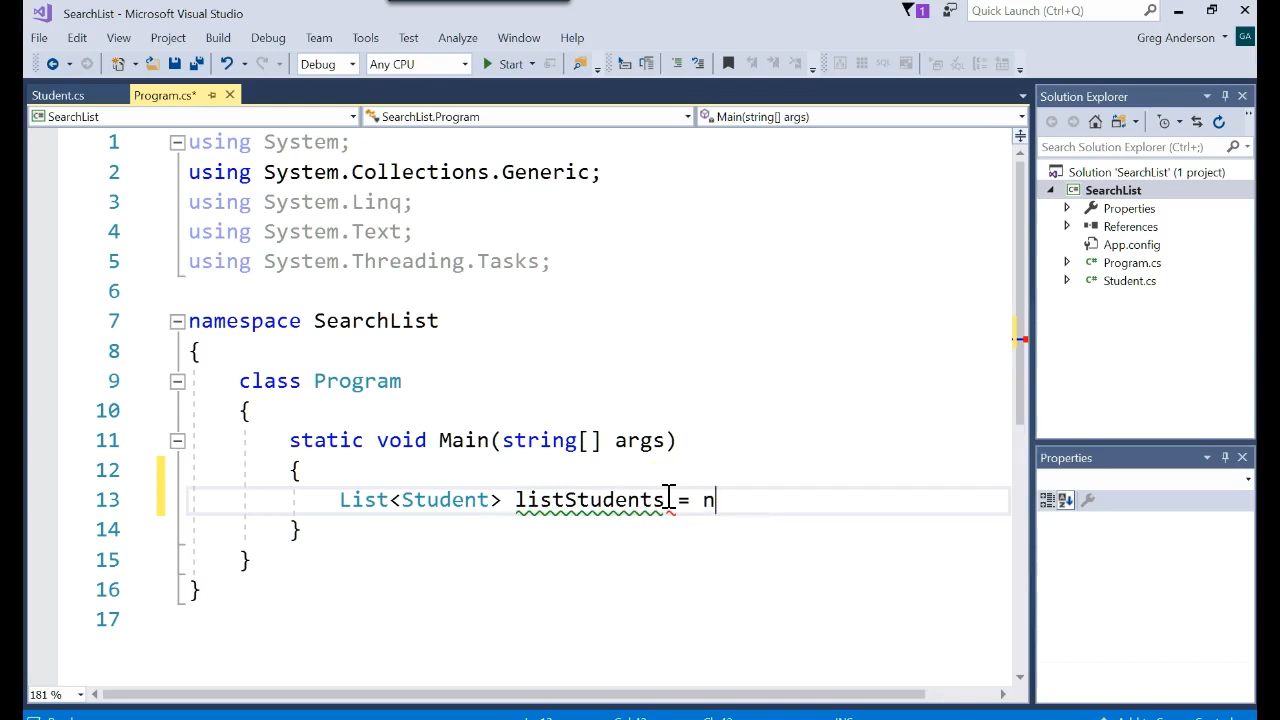 SearchList - Microsoft Visual Studio
1
Quick Launch (Ctrl+Q)
File Edit View Project Build Debug Team Tools Test Analyze Window Help
Greg Anderson GA
Debug Any CPU Start
Student.cs Program.cs*
SearchList SearchList.Program Main(string[] args)
1 using System;
2 using System.Collections.Generic;
3 using System.Linq;
4 using System.Text;
5 using System.Threading.Tasks;
6
7 namespace SearchList
8 {
9 class Program
10 {
11 static void Main(string[] args)
12 {
13 List<Student> listStudents = n
14 }
15 }
16 }
17
181 %
Solution Explorer
Search Solution Explorer (Ctrl+;)
Solution 'SearchList' (1 project)
SearchList
Properties
References
App.config
C# Program.cs
C# Student.cs
Properties